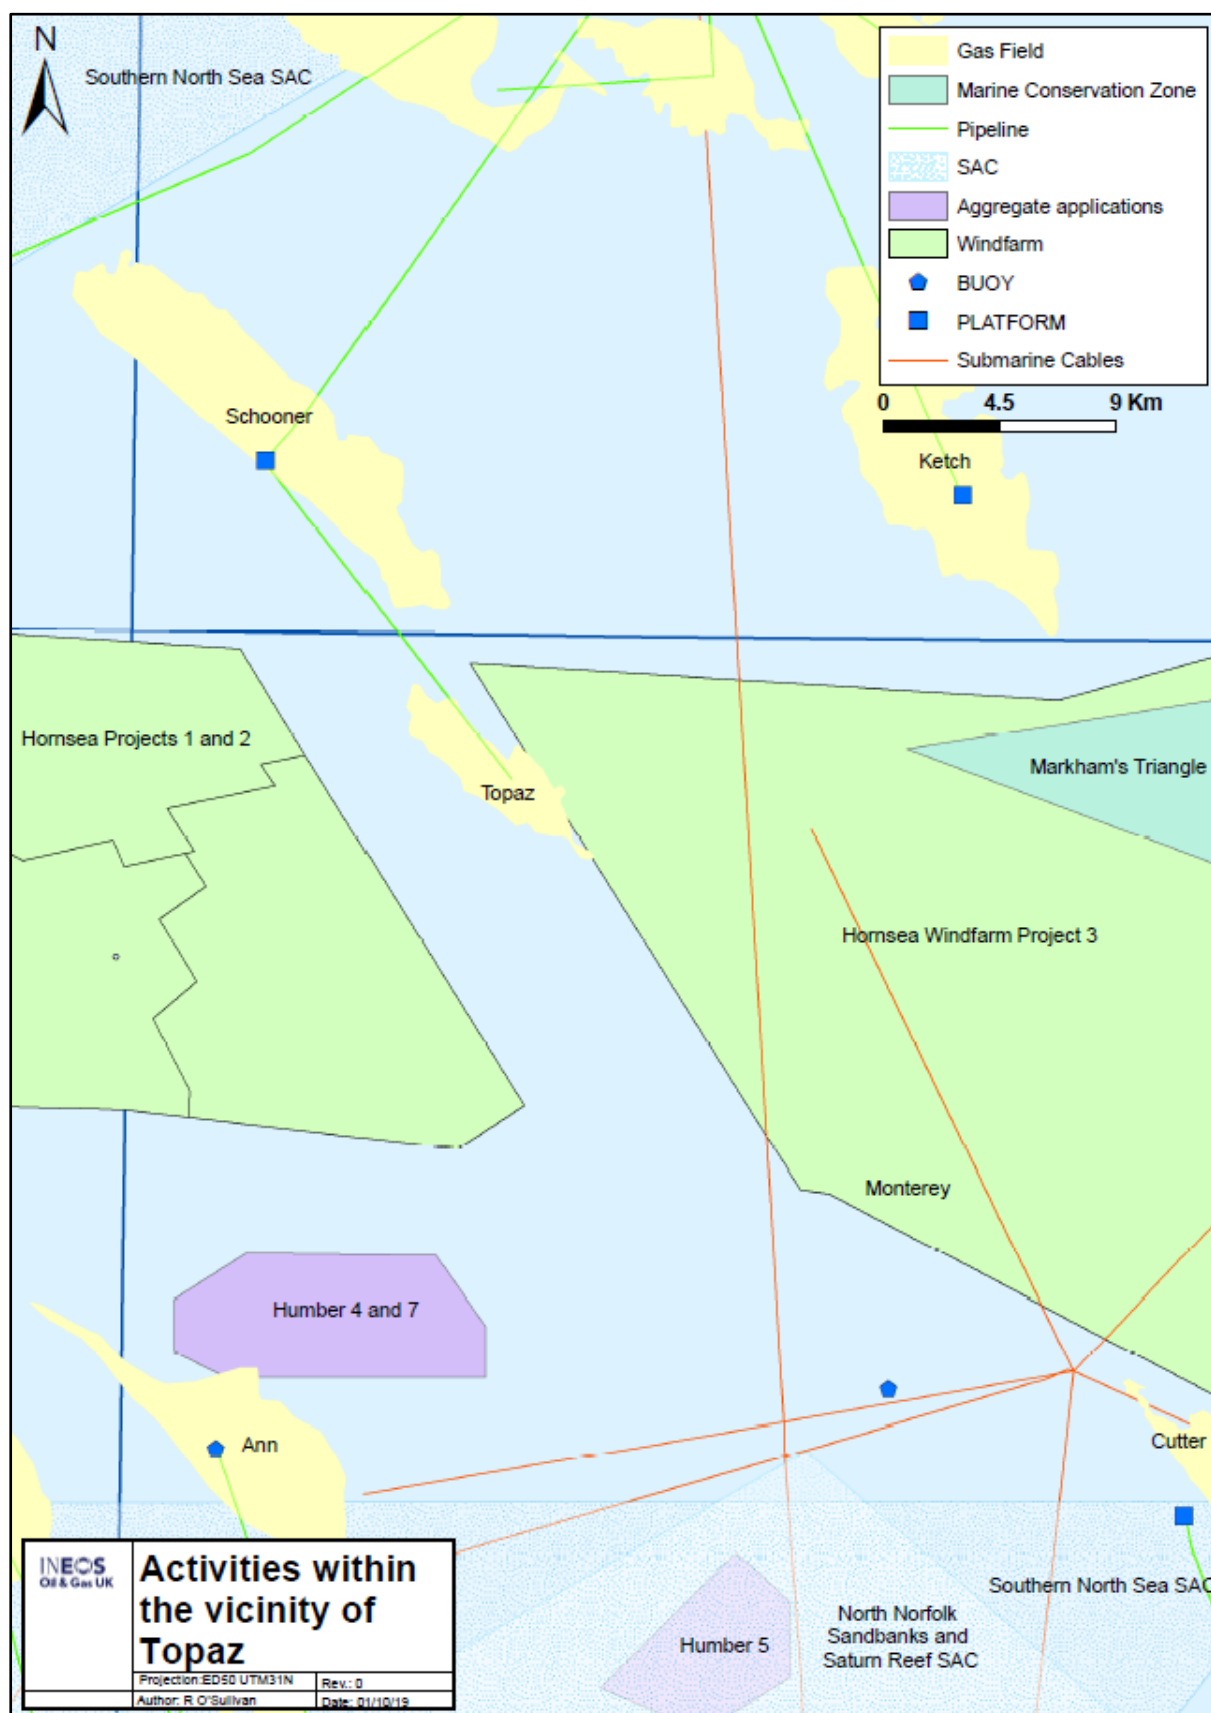 N
Southern North Sea SAC
Gas Field
Marine Conservation Zone
Pipeline
SAC
Aggregate applications
Windfarm
BUOY
PLATFORM
Submarine Cables
0 4.5 9 Km
Schooner
Ketch
Hornsea Projects 1 and 2
Markham's Triangle
Topaz
Hornsea Windfarm Project 3
Monterey
Humber 4 and 7
Ann
Cutter
Southern North Sea SAC
North Norfolk
Sandbanks and
Saturn Reef SAC
Humber 5
INEOS
Oil & Gas UK
Activities within
the vicinity of
Topaz
Projection:ED50 UTM31N
Rev.: 0
Author: R O'Sullivan
Date: 01/10/19